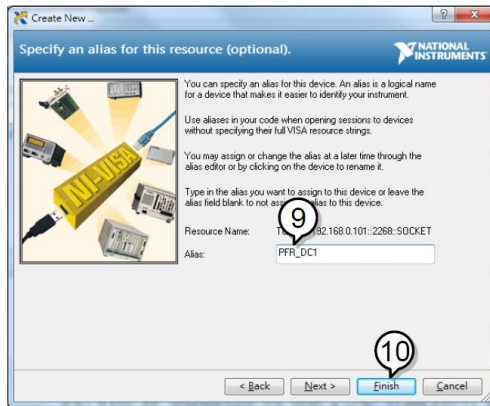 Create New ...
Specify an alias for this resource (optional).
NATIONAL
INSTRUMENTS
You can specify an alias for this device. An alias is a logical name
for a device that makes it easier to identify your instrument.
Use aliases in your code when opening sessions to devices
without specifying their full VISA resource strings.
You may assign or change the alias at a later time through the
alias editor or by clicking on the device to rename it.
Type in the alias you want to assign to this device or leave the
alias field blank to not alias to this device.
NI-VISA
9
Resource Name: 92.168.0.101::2268::SOCKET
Alias: PFR_DC1
10
< Back Next > Finish Cancel